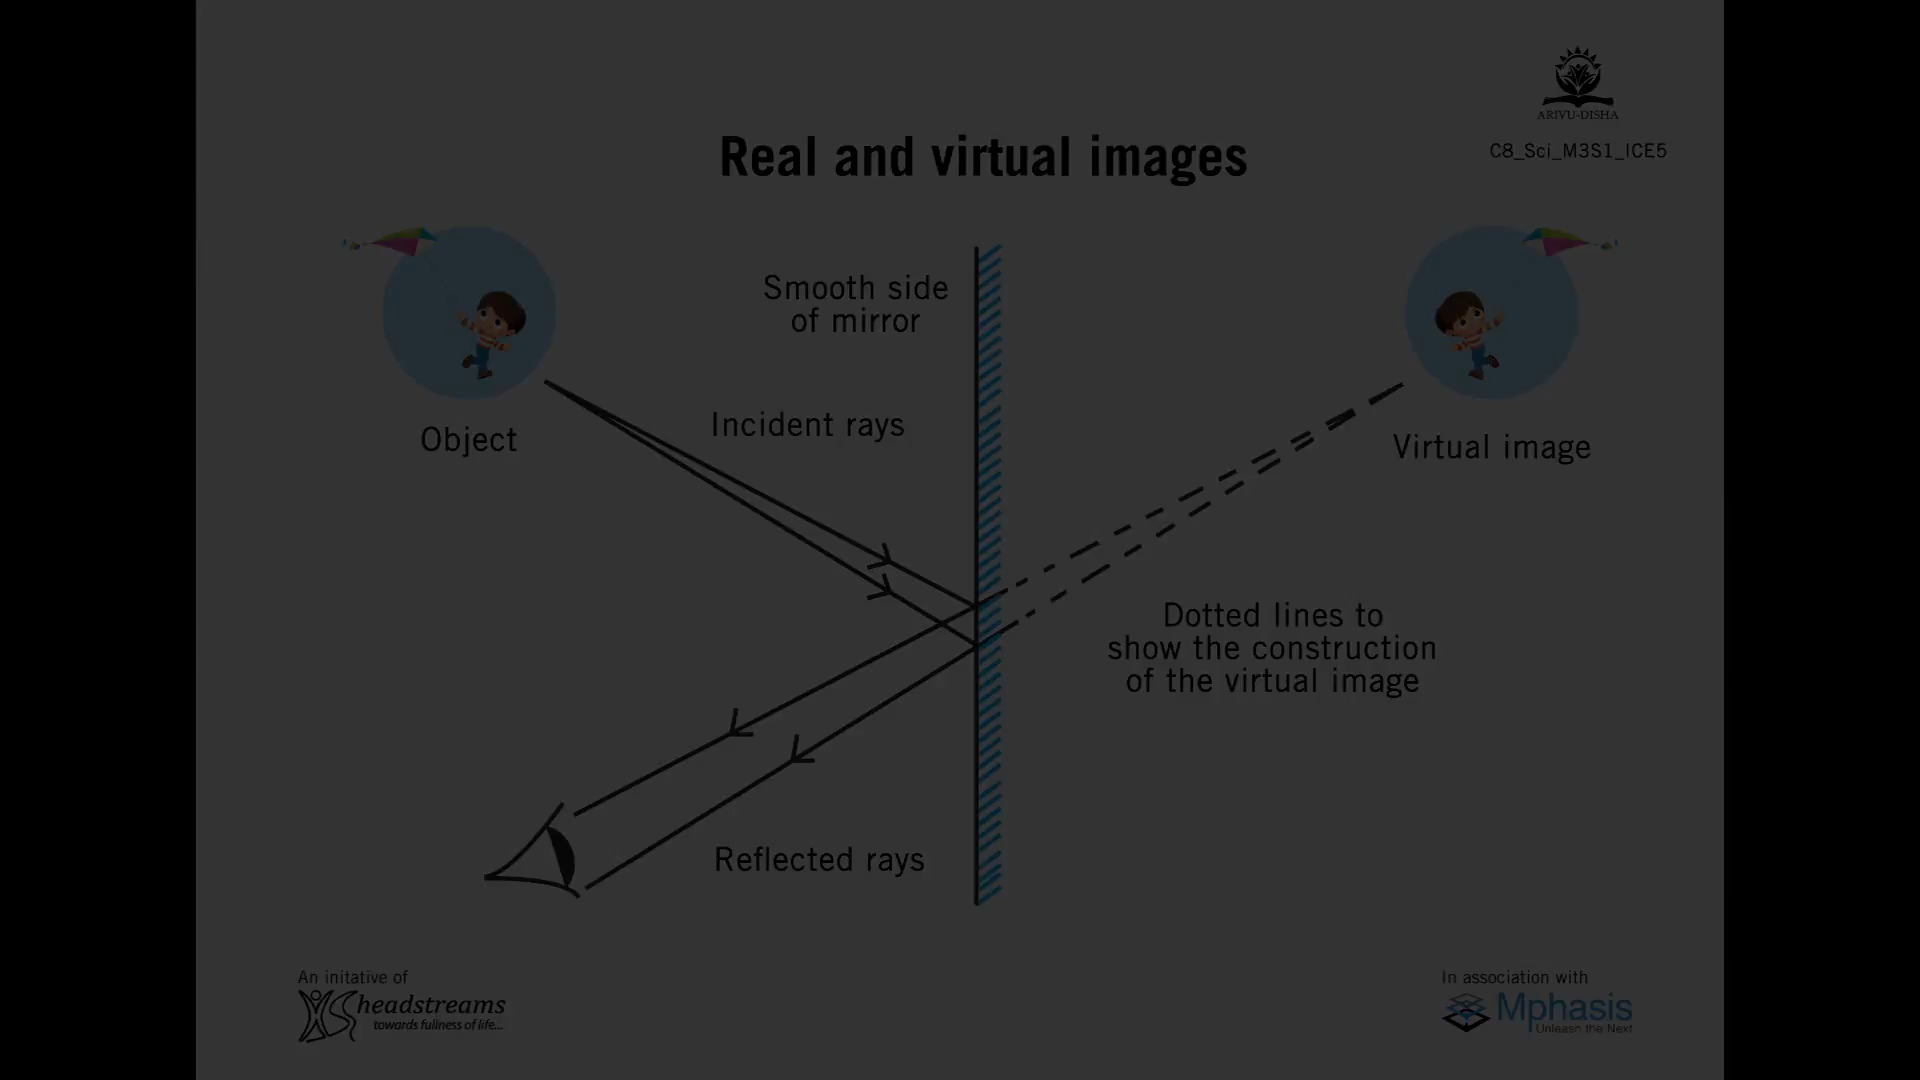 ARIVU-DISHA
C8_Sci_M3S1_ICE5
Real and virtual images
Smooth side
of mirror
Incident rays
Object
Virtual image
Dotted lines to
show the construction
of the virtual image
Reflected rays
An initative of
headstreams
towards fullness of life...
In association with
Mphasis
Unleash the Next